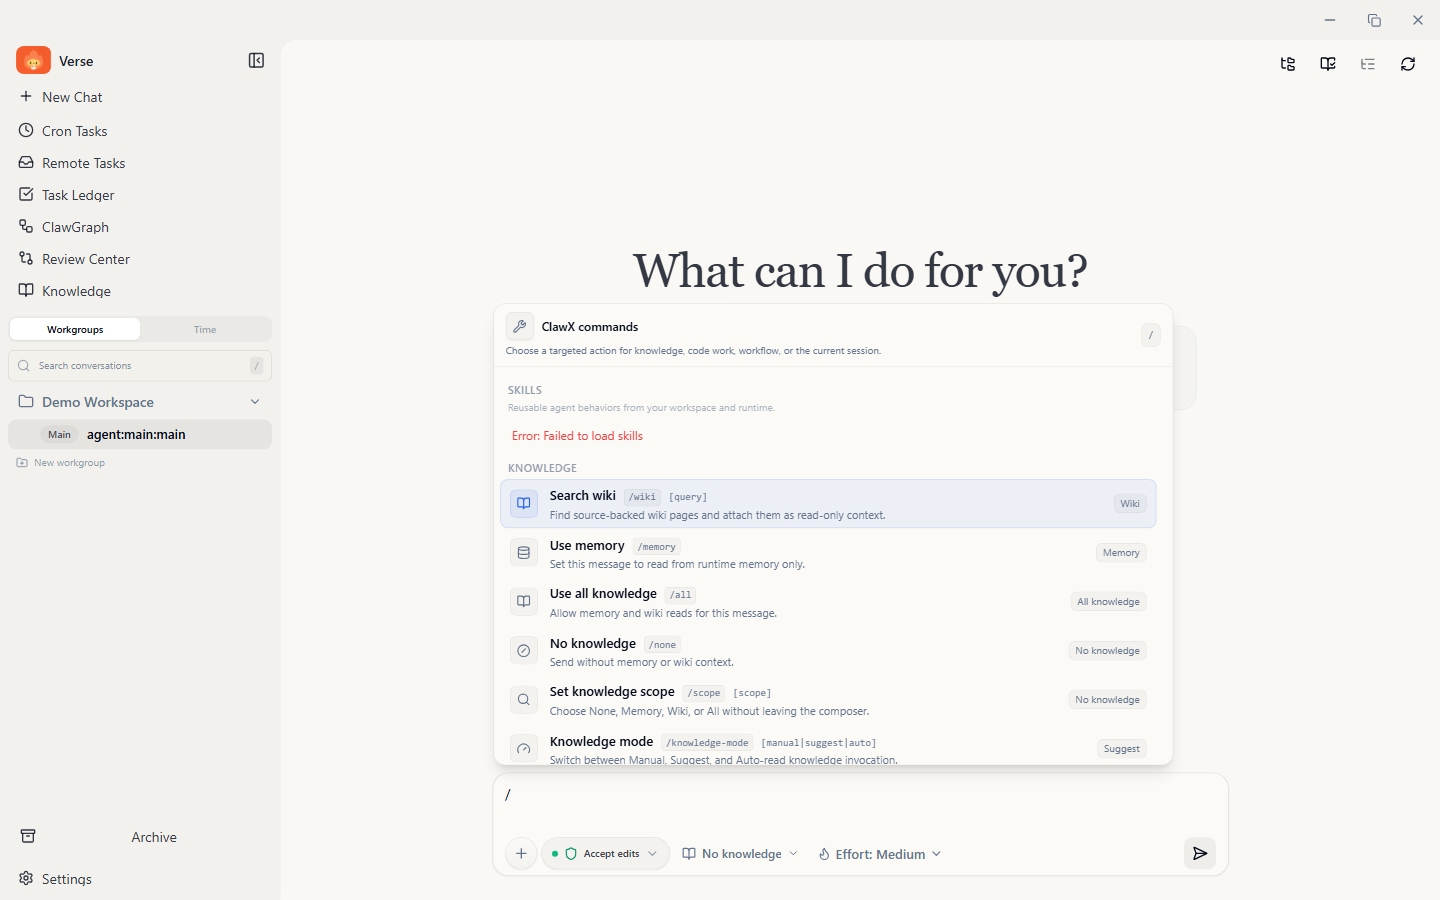 Verse
New Chat
Cron Tasks
Remote Tasks
Task Ledger
ClawGraph
Review Center
Knowledge
Workgroups
Time
Search conversations
/
Demo Workspace
Main
agent:main:main
New workgroup
Archive
Settings
What can I do for you?
ClawX commands
/
Choose a targeted action for knowledge, code work, workflow, or the current session.
SKILLS
Reusable agent behaviors from your workspace and runtime.
Error: Failed to load skills
KNOWLEDGE
Search wiki /wiki [query]
Wiki
Find source-backed wiki pages and attach them as read-only context.
Use memory /memory
Memory
Set this message to read from runtime memory only.
Use all knowledge /all
All knowledge
Allow memory and wiki reads for this message.
No knowledge /none
No knowledge
Send without memory or wiki context.
Set knowledge scope /scope [scope]
No knowledge
Choose None, Memory, Wiki, or All without leaving the composer.
Knowledge mode /knowledge-mode [manual|suggest|auto]
Suggest
Switch between Manual, Suggest, and Auto-read knowledge invocation.
/
Accept edits
No knowledge
Effort: Medium